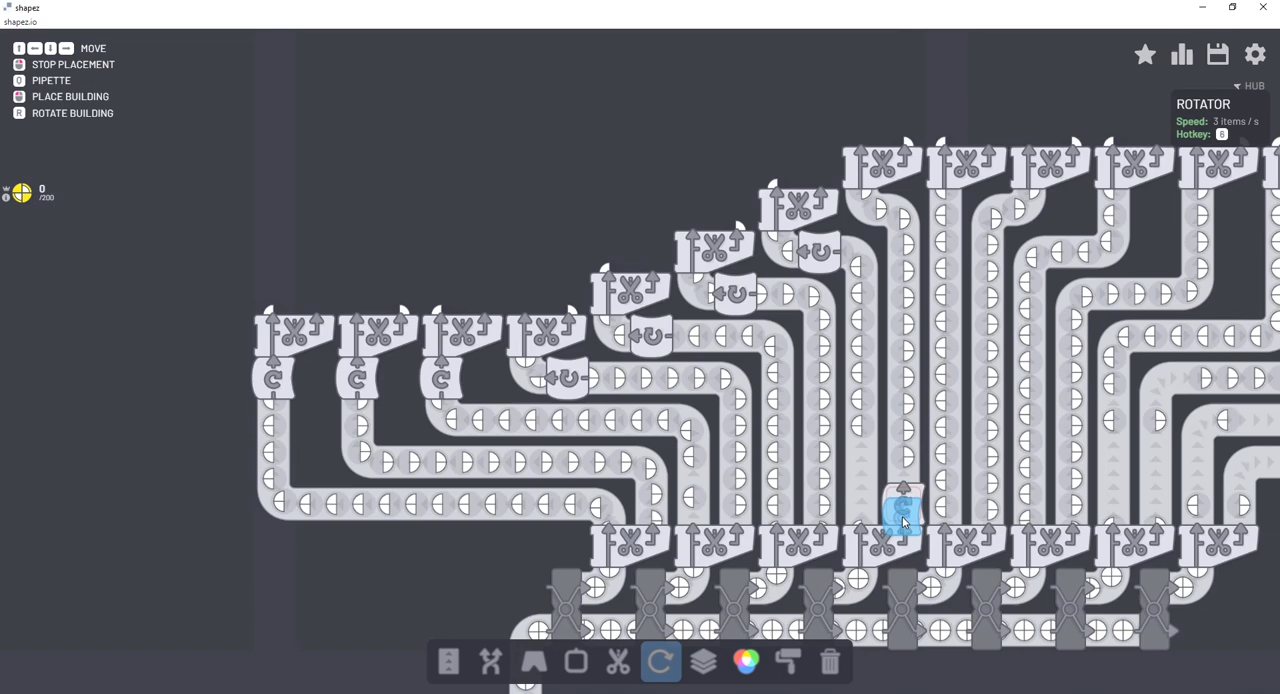 shapez
shapez.io
MOVE
STOP PLACEMENT
Q PIPETTE
PLACE BUILDING
R ROTATE BUILDING
HUB
ROTATOR
Speed: 3 items / s
Hotkey: 6
0
/200